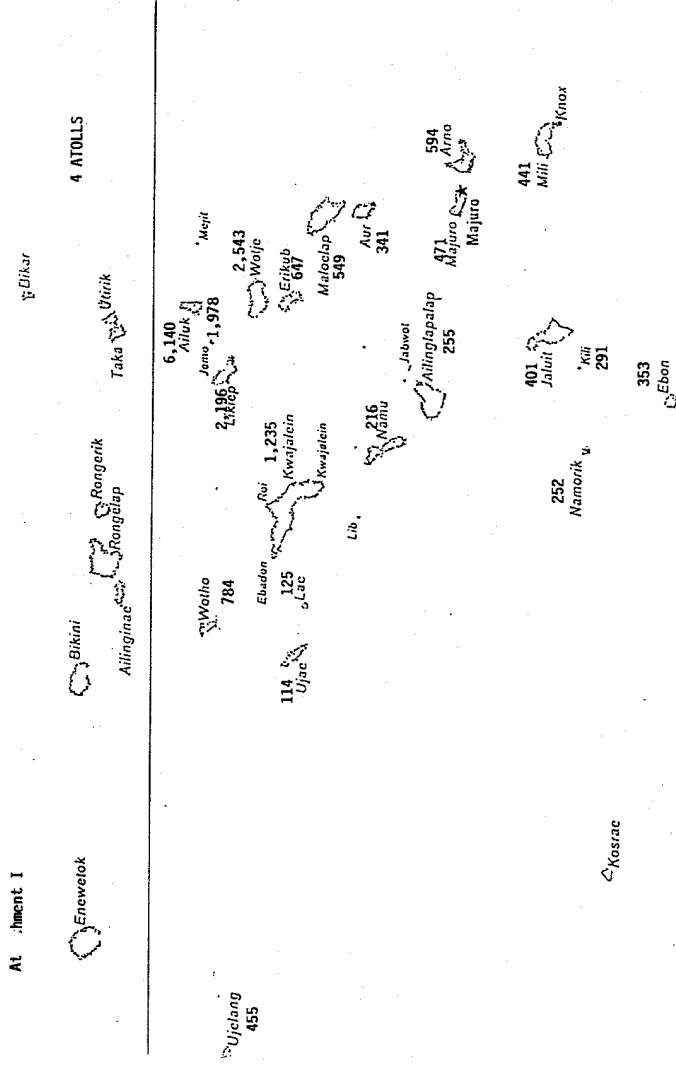 At hment I
4 ATOLLS
Enewetok
Bikini
Ailinginae
Rongelap
Rongerik
Taka
Utirik
Bikar
Ujelang
455
Wotho
784
114
Ujae
125
Lae
Ebadon
Roi
1,235
Kwajalein
Kwajalein
Lib
2,196
Likiep
6,140
Ailuk
Jemo
1,978
Mejit
2,543
Wotje
Erikub
647
Maloelap
549
Aur
341
216
Namu
Jabwot
Ailinglapalap
255
471
Majuro
Majuro
594
Arno
441
Mili
Knox
401
Jaluit
Kili
291
252
Namorik
353
Ebon
Kosrae